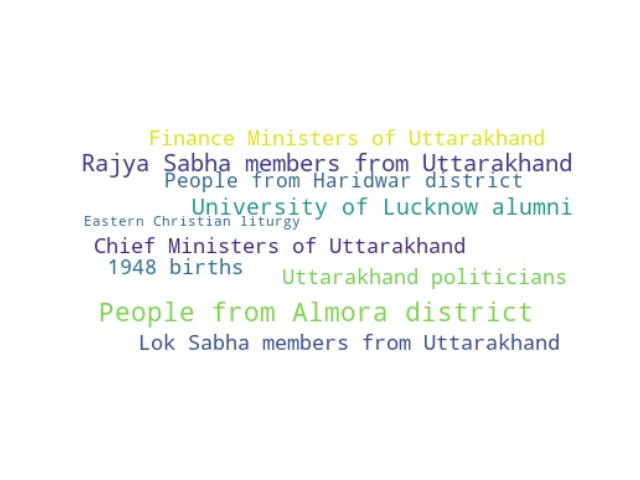 Finance Ministers of Uttarakhand
Rajya Sabha members from Uttarakhand
People from Haridwar district
University of Lucknow alumni
Eastern Christian liturgy
Chief Ministers of Uttarakhand
1948 births
Uttarakhand politicians
People from Almora district
Lok Sabha members from Uttarakhand